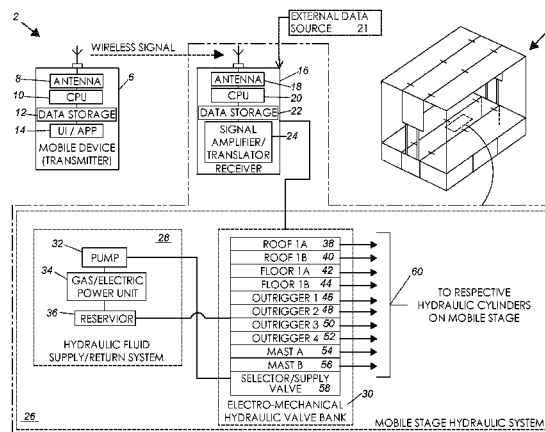 2
EXTERNAL DATA
SOURCE 21
WIRELESS SIGNAL
6
8
ANTENNA
10
CPU
12
DATA STORAGE
14
UI / APP
MOBILE DEVICE
(TRANSMITTER)
16
ANTENNA
18
CPU
20
DATA STORAGE
22
SIGNAL
AMPLIFIER/
TRANSLATOR
24
RECEIVER
28
32
PUMP
34
GAS/ELECTRIC
POWER UNIT
36
RESERVIOR
HYDRAULIC FLUID
SUPPLY/RETURN SYSTEM
ROOF 1A 38
ROOF 1B 40
FLOOR 1A 42
FLOOR 1B 44
OUTRIGGER 1 46
OUTRIGGER 2 48
OUTRIGGER 3 50
OUTRIGGER 4 52
MAST A 54
MAST B 56
SELECTOR/SUPPLY
VALVE 58
30
ELECTRO-MECHANICAL
HYDRAULIC VALVE BANK
60
TO RESPECTIVE
HYDRAULIC CYLINDERS
ON MOBILE STAGE
26
MOBILE STAGE HYDRAULIC SYSTEM